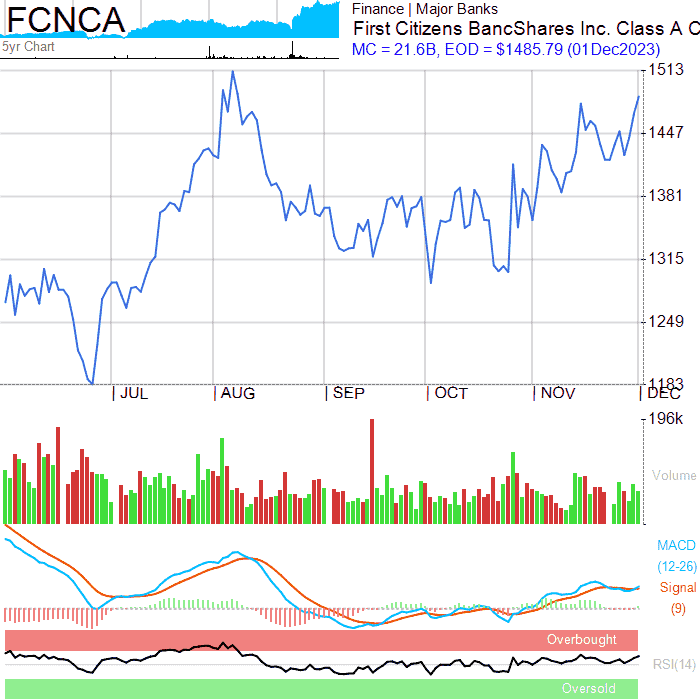 FCNCA
5yr Chart
Finance | Major Banks
First Citizens BancShares Inc. Class A C
MC = 21.6B, EOD = $1485.79 (01Dec2023)
1513
1447
1381
1315
1249
1183
JUL AUG SEP OCT NOV DEC
196k
Volume
MACD
(12-26)
Signal
(9)
Overbought
RSI(14)
Oversold